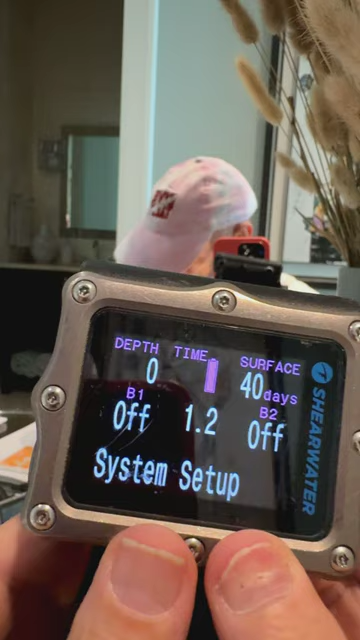 DEPTH TIME SURFACE
0 40days
B1 B2
Off 1.2 Off
System Setup
SHEARWATER